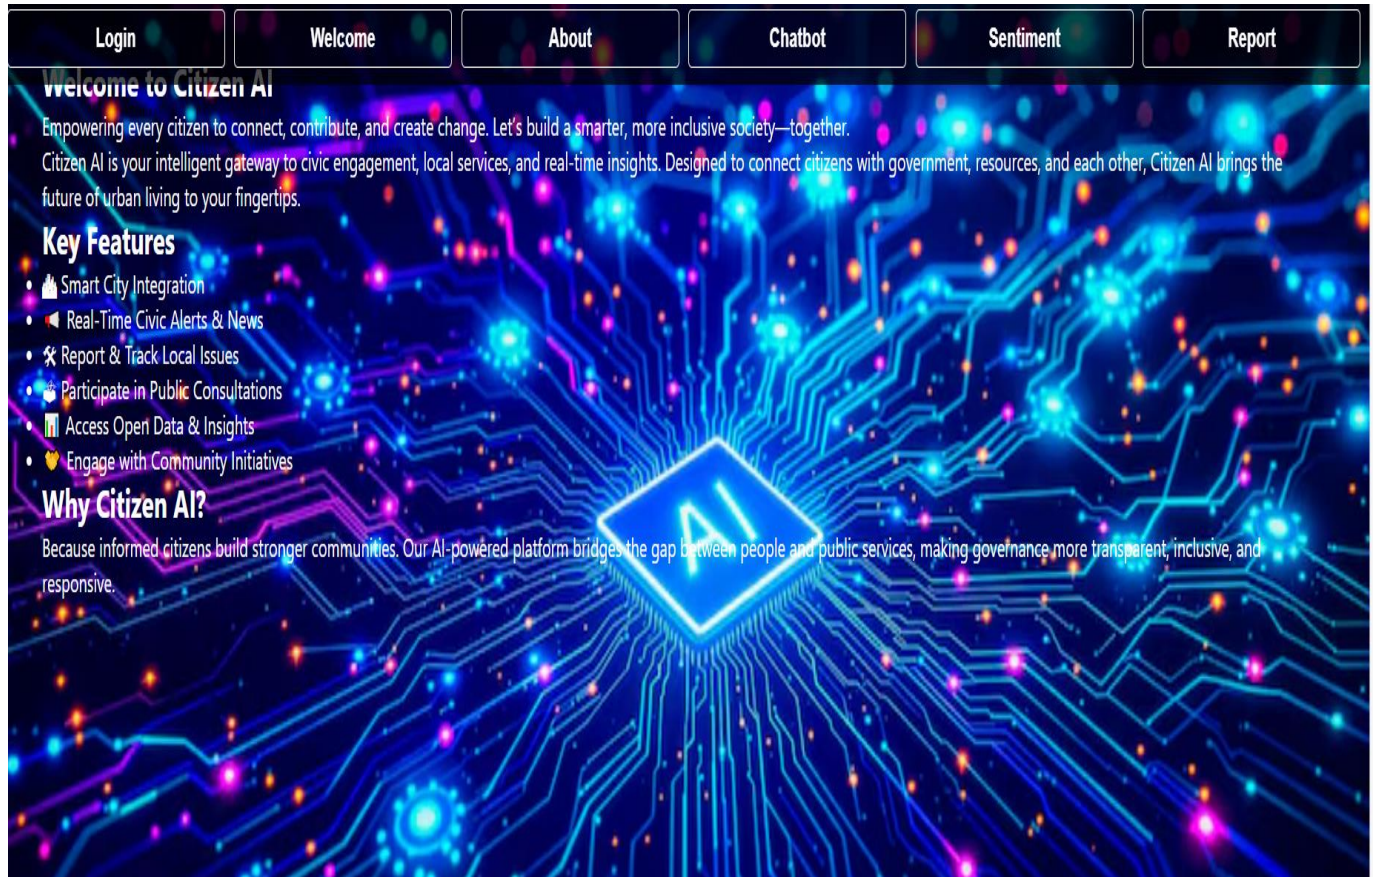 Login
Welcome
About
Chatbot
Sentiment
Report
Welcome to Citizen AI
Empowering every citizen to connect, contribute, and create change. Let's build a smarter, more inclusive society—together.
Citizen AI is your intelligent gateway to civic engagement, local services, and real-time insights. Designed to connect citizens with government, resources, and each other, Citizen AI brings the
future of urban living to your fingertips.
Key Features
• Smart City Integration
• Real-Time Civic Alerts & News
• Report & Track Local Issues
• Participate in Public Consultations
• Access Open Data & Insights
• Engage with Community Initiatives
Why Citizen AI?
Because informed citizens build stronger communities. Our AI-powered platform bridges the gap between people and public services, making governance more transparent, inclusive, and
responsive.
AI